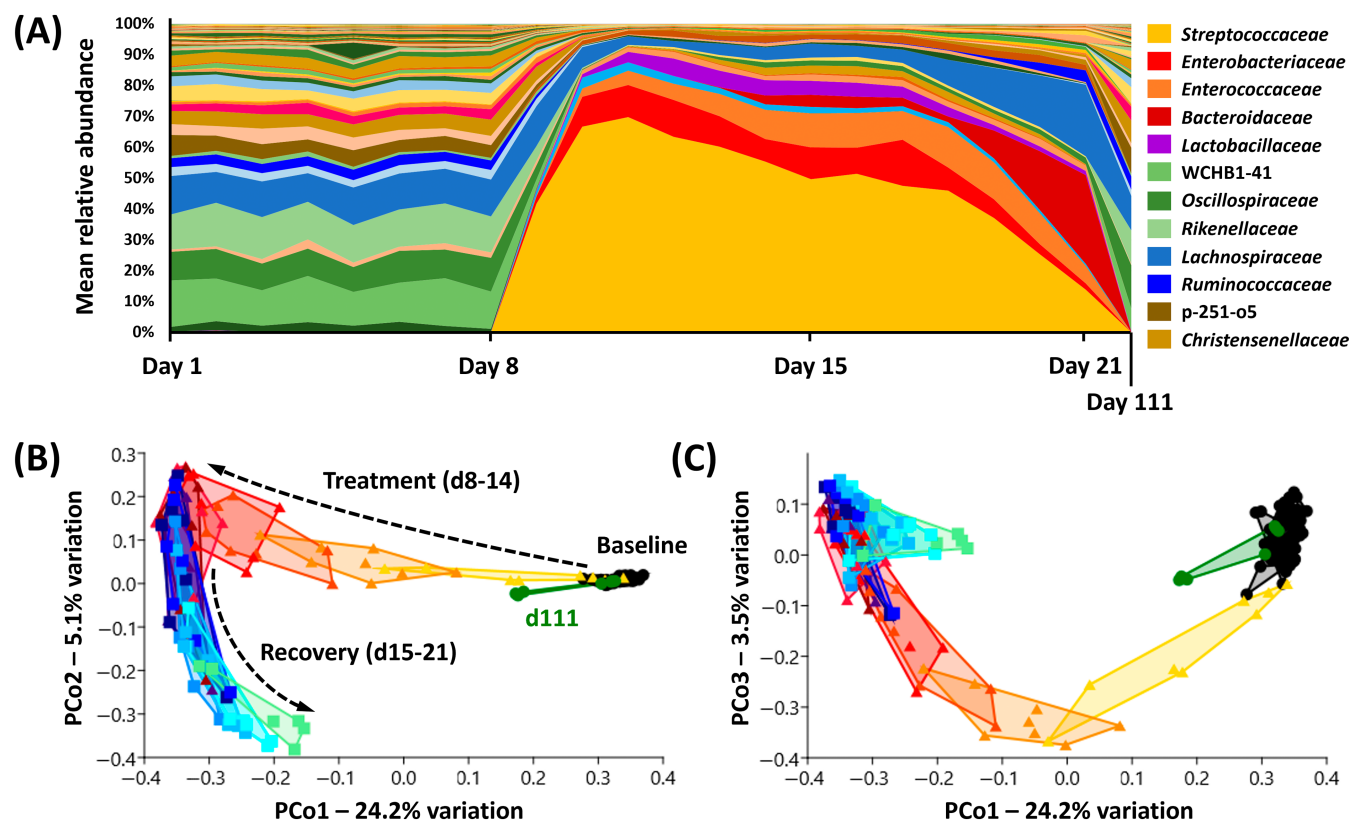 (A)
Mean relative abundance
100%
90%
80%
70%
60%
50%
40%
30%
20%
10%
0%
Day 1
Day 8
Day 15
Day 21
Day 111
Streptococcaceae
Enterobacteriaceae
Enterococcaceae
Bacteroidaceae
Lactobacillaceae
WCHB1-41
Oscillospiraceae
Rikenellaceae
Lachnospiraceae
Ruminococcaceae
p-251-o5
Christensenellaceae
(B)
PCo2 – 5.1% variation
0.3
0.2
0.1
0.0
−0.1
−0.2
−0.3
−0.4
Treatment (d8-14)
Baseline
d111
Recovery (d15-21)
−0.4
−0.3
−0.2
−0.1
0.0
0.1
0.2
0.3
0.4
PCo1 – 24.2% variation
(C)
PCo3 – 3.5% variation
0.1
0.0
−0.1
−0.2
−0.3
−0.4
−0.4
−0.3
−0.2
−0.1
0.0
0.1
0.2
0.3
0.4
PCo1 – 24.2% variation